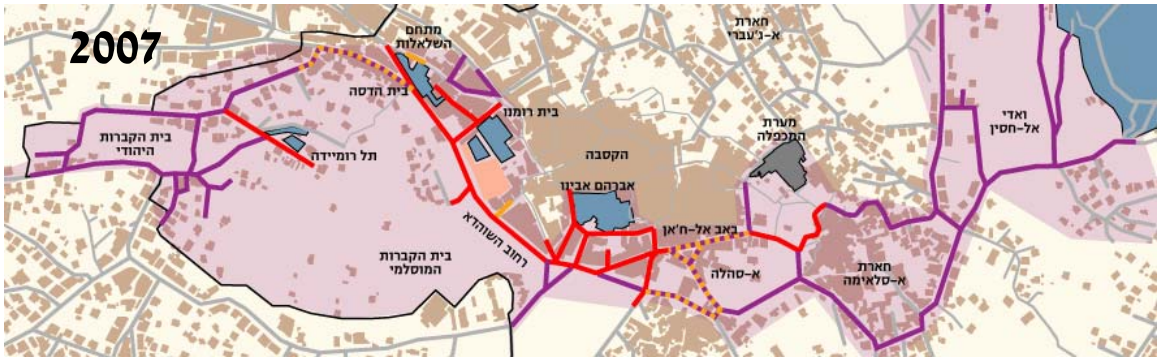 2007
חארת
א-ג'עברי
מתחם
השלאלות
בית הדסה
בית רומנו
ואדי
אל-חסין
מערת
המכפלה
בית הקברות
היהודי
תל רומיידה
הקסבה
אברהם אבינו
רחוב השוהדא
באב אל-ח'אן
בית הקברות
המוסלמי
א-סהלה
חארת
א-סלאימה